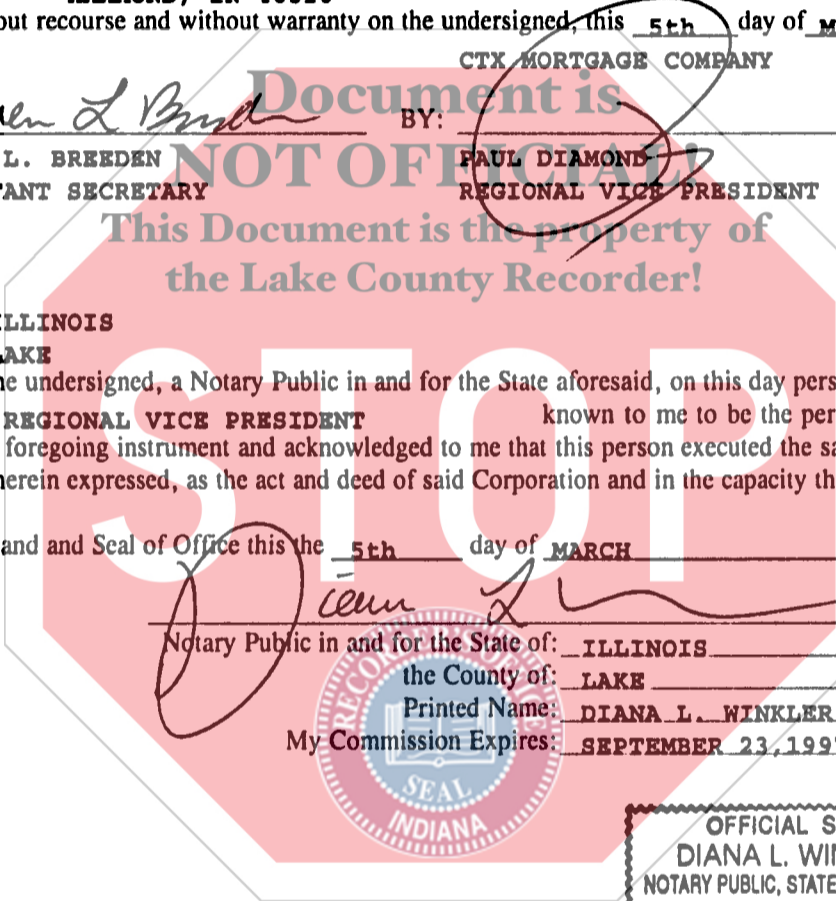 out recourse and without warranty on the undersigned, this 5th day of M
CTX MORTGAGE COMPANY
Document is
BY:
L. BREEDEN
PAUL DIAMOND
NOT OFFICIAL!
ANT SECRETARY
REGIONAL VICE PRESIDENT
This Document is the property of
the Lake County Recorder!
ILLINOIS
LAKE
e undersigned, a Notary Public in and for the State aforesaid, on this day pers
REGIONAL VICE PRESIDENT known to me to be the per
foregoing instrument and acknowledged to me that this person executed the sa
herein expressed, as the act and deed of said Corporation and in the capacity th
STOP
and and Seal of Office this the 5th day of MARCH
Notary Public in and for the State of: ILLINOIS
the County of: LAKE
Printed Name: DIANA L. WINKLER
My Commission Expires: SEPTEMBER 23,199
RECORDER'S OFFICE
SEAL
INDIANA
OFFICIAL S
DIANA L. WIN
NOTARY PUBLIC, STATE